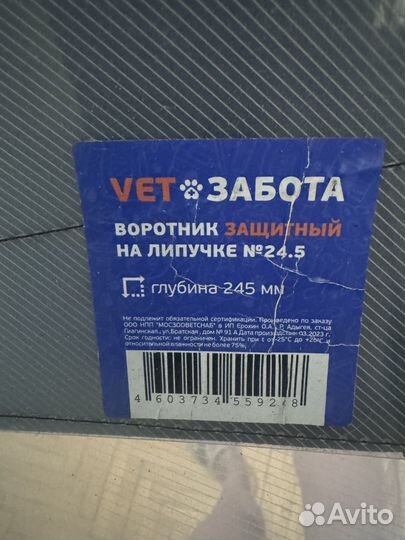 VET ЗАБОТА
ВОРОТНИК ЗАЩИТНЫЙ
НА ЛИПУЧКЕ №24.5
глубина 245 мм
Не подлежит обязательной сертификации. Произведено по заказу
ООО НПП "МОСЗООВЕТСНАБ" в ИП Ерохин О.А., Р. Адыгея, ст-ца
Гиагинская, ул.Братская, дом № 91 А Дата производства: 03.2023 г.
Срок годности: не ограничен. Хранить при t от -25°С до +25°С и
относительной влажности не более 75%.
4 603734 559248
Avito